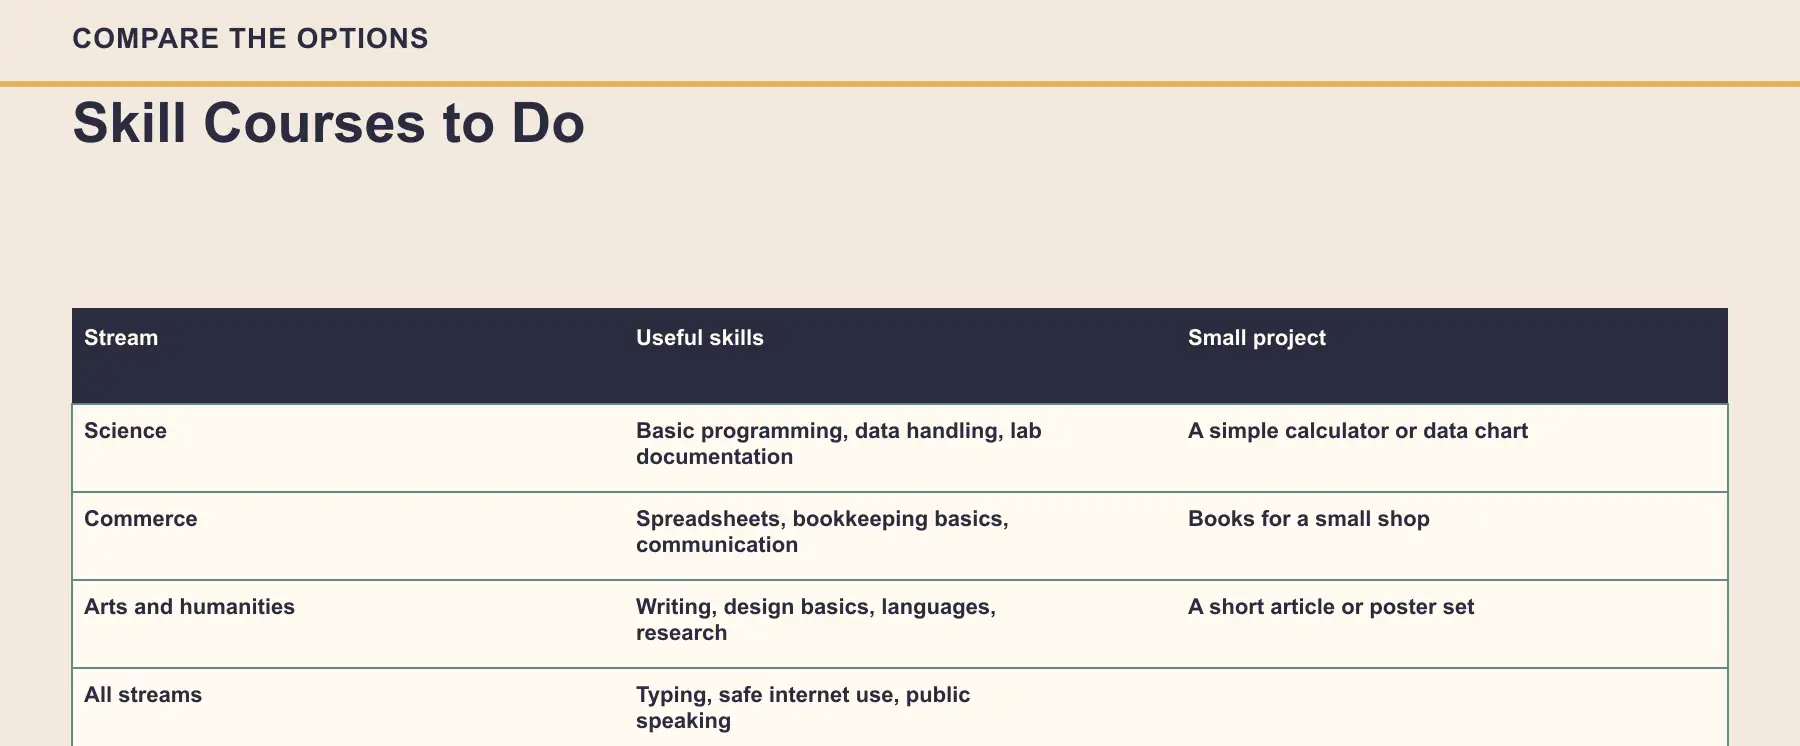 COMPARE THE OPTIONS
Skill Courses to Do
Stream Useful skills Small project
Science Basic programming, data handling, lab A simple calculator or data chart
documentation
Commerce Spreadsheets, bookkeeping basics, Books for a small shop
communication
Arts and humanities Writing, design basics, languages, A short article or poster set
research
All streams Typing, safe internet use, public
speaking